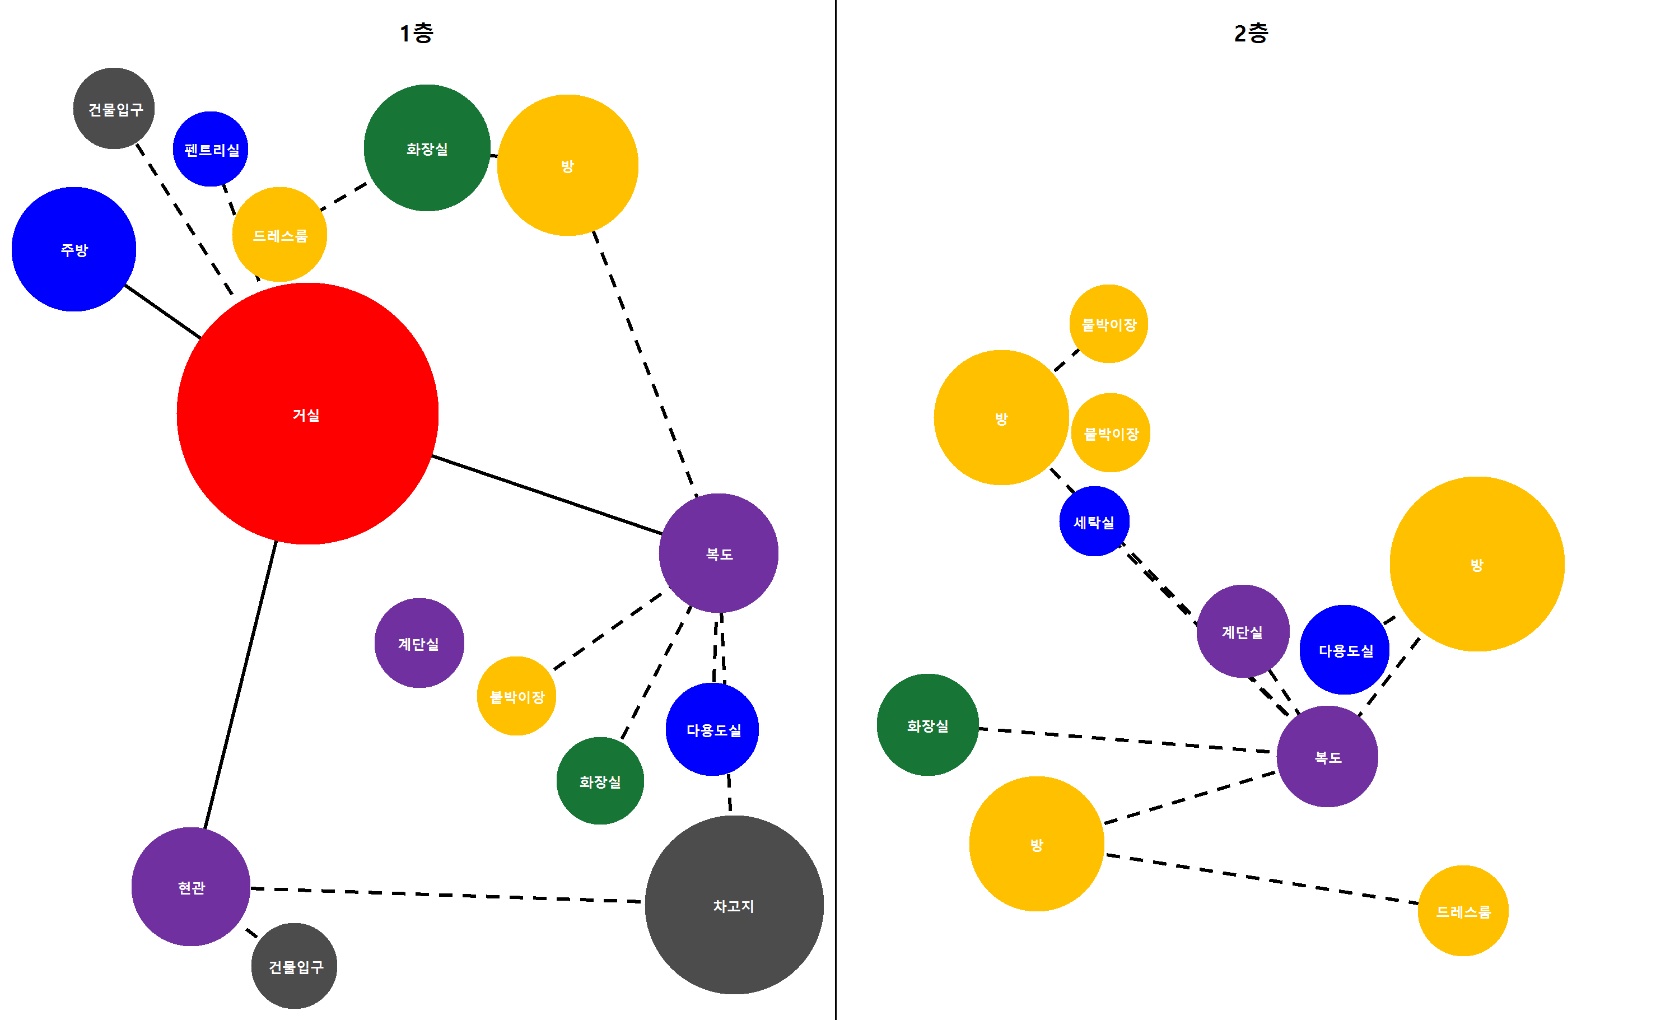 1층
건물입구
펜트리실
화장실
방
드레스룸
주방
거실
복도
계단실
붙박이장
다용도실
화장실
현관
차고지
건물입구
2층
붙박이장
방
붙박이장
세탁실
방
계단실
다용도실
화장실
복도
방
드레스룸